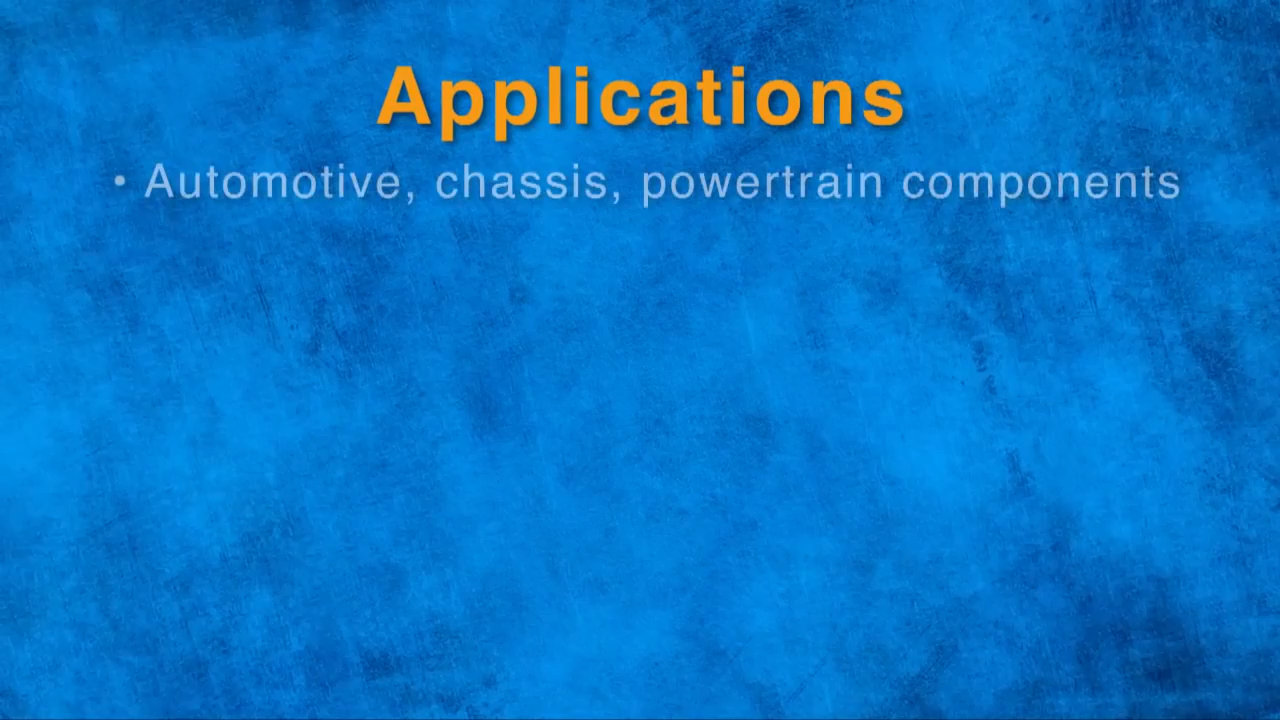 Applications
• Automotive, chassis, powertrain components